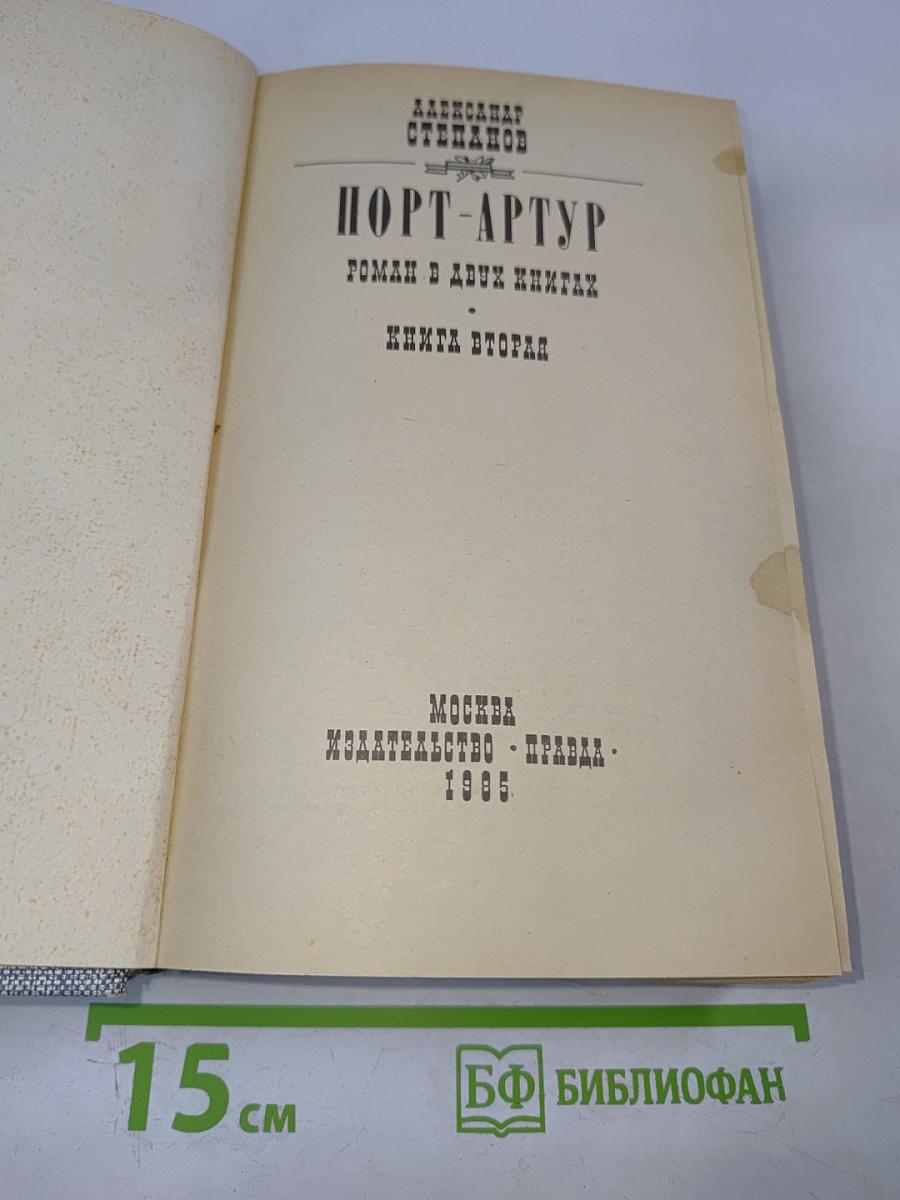 АЛЕКСАНДР
СТЕПАНОВ
ПОРТ-АРТУР
РОМАН В ДВУХ КНИГАХ
•
КНИГА ВТОРАЯ
МОСКВА
ИЗДАТЕЛЬСТВО •ПРАВДА•
1985
15 см
БФ БИБЛИОФАН